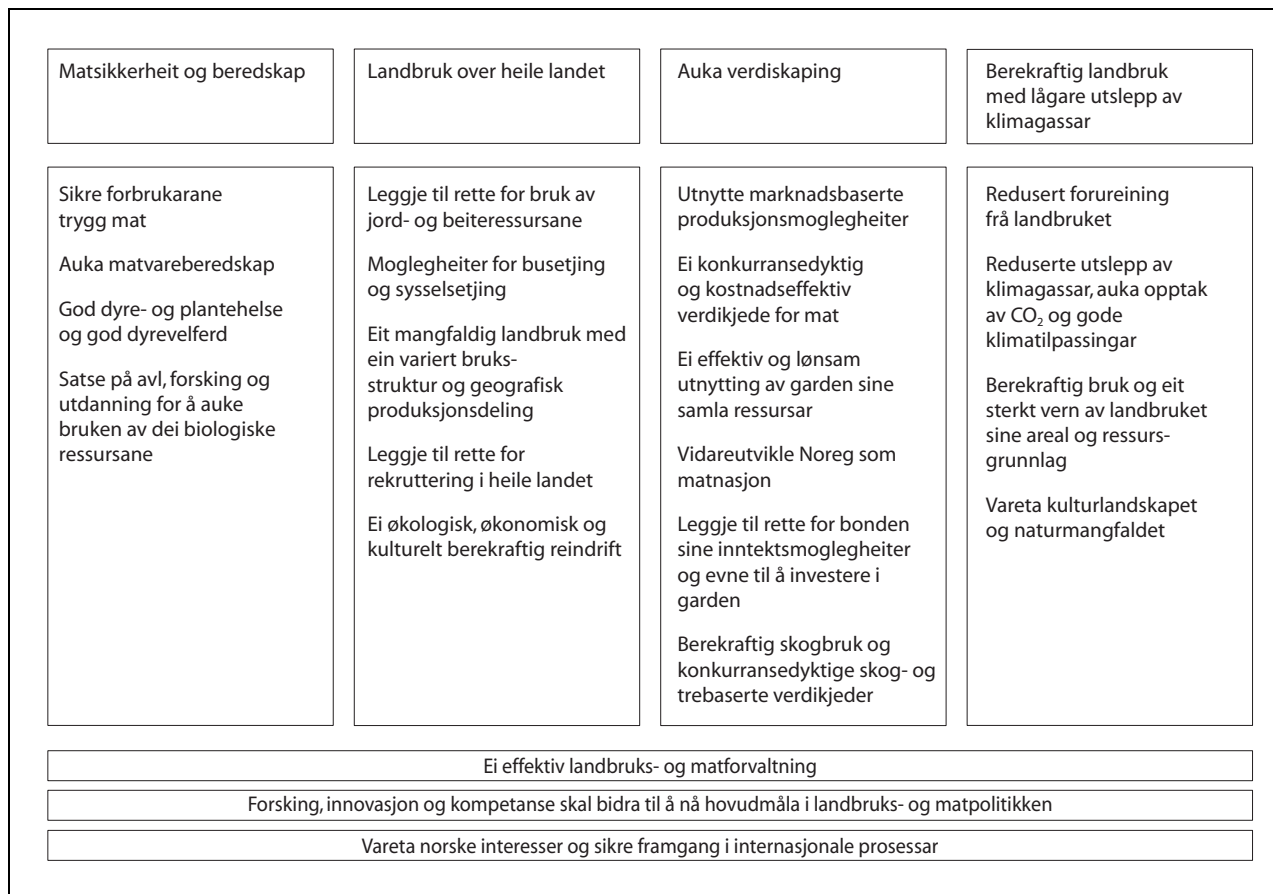 Matsikkerheit og beredskap
Landbruk over heile landet
Auka verdiskaping
Berekraftig landbruk
med lågare utslepp av
klimagassar
Sikre forbrukarane
trygg mat
Auka matvareberedskap
God dyre- og plantehelse
og god dyrevelferd
Satse på avl, forsking og
utdanning for å auke
bruken av dei biologiske
ressursane
Leggje til rette for bruk av
jord- og beiteressursane
Moglegheiter for busetjing
og sysselsetjing
Eit mangfaldig landbruk med
ein variert bruks-
struktur og geografisk
produksjonsdeling
Leggje til rette for
rekruttering i heile landet
Ei økologisk, økonomisk og
kulturelt berekraftig reindrift
Utnytte marknadsbaserte
produksjonsmoglegheiter
Ei konkurransedyktig
og kostnadseffektiv
verdikjede for mat
Ei effektiv og lønsam
utnytting av garden sine
samla ressursar
Vidareutvikle Noreg som
matnasjon
Leggje til rette for bonden
sine inntektsmoglegheiter
og evne til å investere i
garden
Berekraftig skogbruk og
konkurransedyktige skog- og
trebaserte verdikjeder
Redusert forureining
frå landbruket
Reduserte utslepp av
klimagassar, auka opptak
av CO₂ og gode
klimatilpassingar
Berekraftig bruk og eit
sterkt vern av landbruket
sine areal og ressurs-
grunnlag
Vareta kulturlandskapet
og naturmangfaldet
Ei effektiv landbruks- og matforvaltning
Forsking, innovasjon og kompetanse skal bidra til å nå hovudmåla i landbruks- og matpolitikken
Vareta norske interesser og sikre framgang i internasjonale prosessar